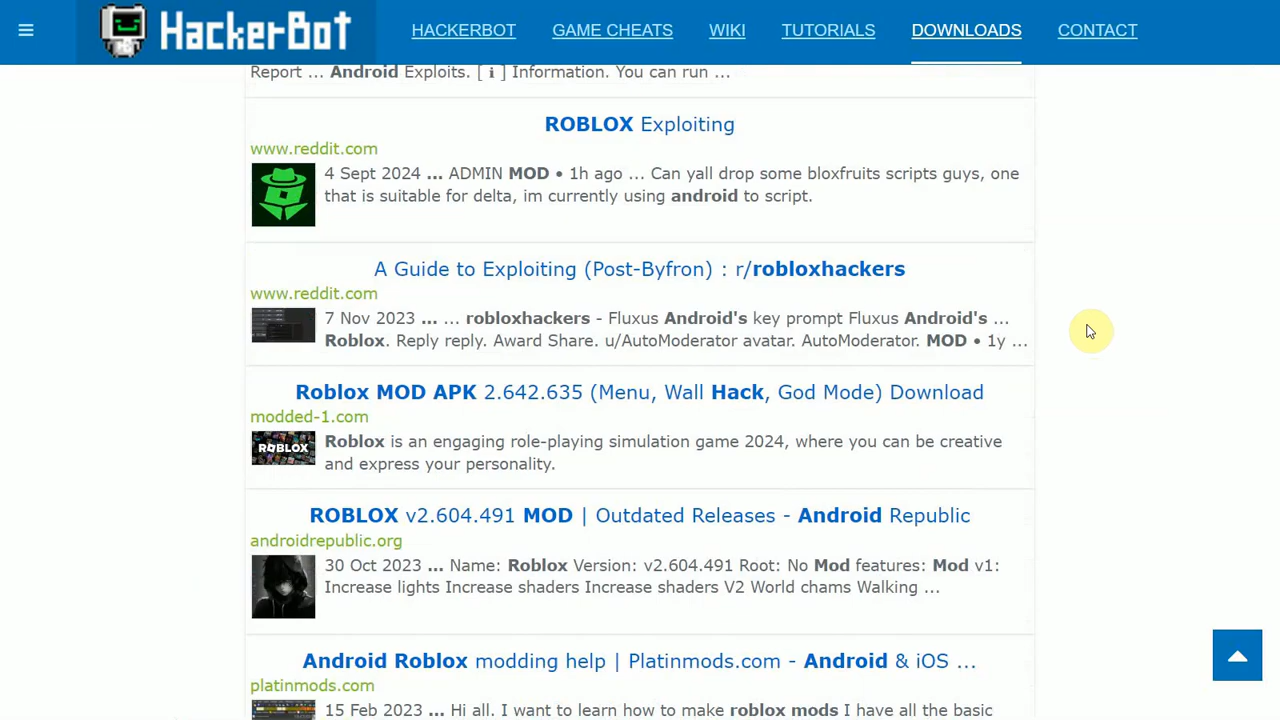 HackerBot
HACKERBOT GAME CHEATS WIKI TUTORIALS DOWNLOADS CONTACT
Report ... Android Exploits. [ ℹ ] Information. You can run ...
ROBLOX Exploiting
www.reddit.com
4 Sept 2024 ... ADMIN MOD • 1h ago ... Can yall drop some bloxfruits scripts guys, one
that is suitable for delta, im currently using android to script.
A Guide to Exploiting (Post-Byfron) : r/robloxhackers
www.reddit.com
7 Nov 2023 ... ... robloxhackers - Fluxus Android's key prompt Fluxus Android's ...
Roblox. Reply reply. Award Share. u/AutoModerator avatar. AutoModerator. MOD • 1y ...
Roblox MOD APK 2.642.635 (Menu, Wall Hack, God Mode) Download
modded-1.com
ROBLOX
Roblox is an engaging role-playing simulation game 2024, where you can be creative
and express your personality.
ROBLOX v2.604.491 MOD | Outdated Releases - Android Republic
androidrepublic.org
30 Oct 2023 ... Name: Roblox Version: v2.604.491 Root: No Mod features: Mod v1:
Increase lights Increase shaders Increase shaders V2 World chams Walking ...
Android Roblox modding help | Platinmods.com - Android & iOS ...
platinmods.com
15 Feb 2023 ... Hi all. I want to learn how to make roblox mods I have all the basic